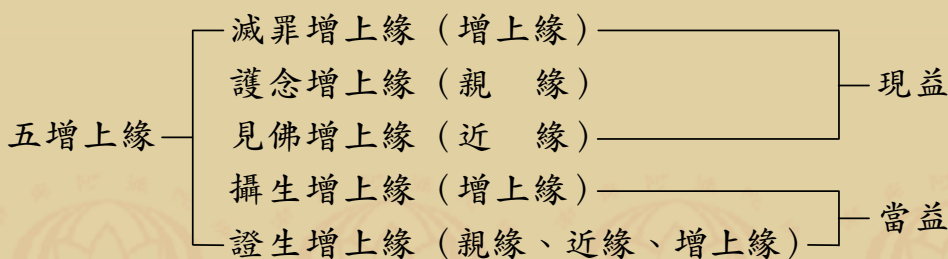 五增上緣
滅罪增上緣（增上緣）
護念增上緣（親　緣）
見佛增上緣（近　緣）
攝生增上緣（增上緣）
證生增上緣（親緣、近緣、增上緣）
現益
當益